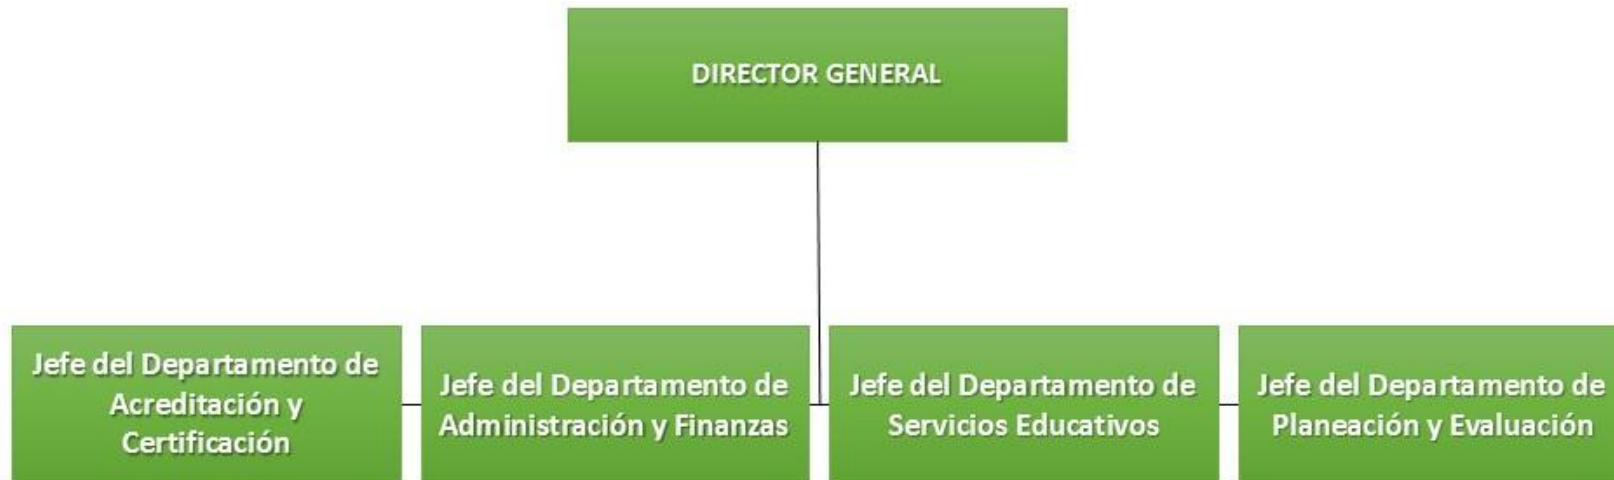 DIRECTOR GENERAL
Jefe del Departamento de
Acreditación y
Certificación
Jefe del Departamento de
Administración y Finanzas
Jefe del Departamento de
Servicios Educativos
Jefe del Departamento de
Planeación y Evaluación